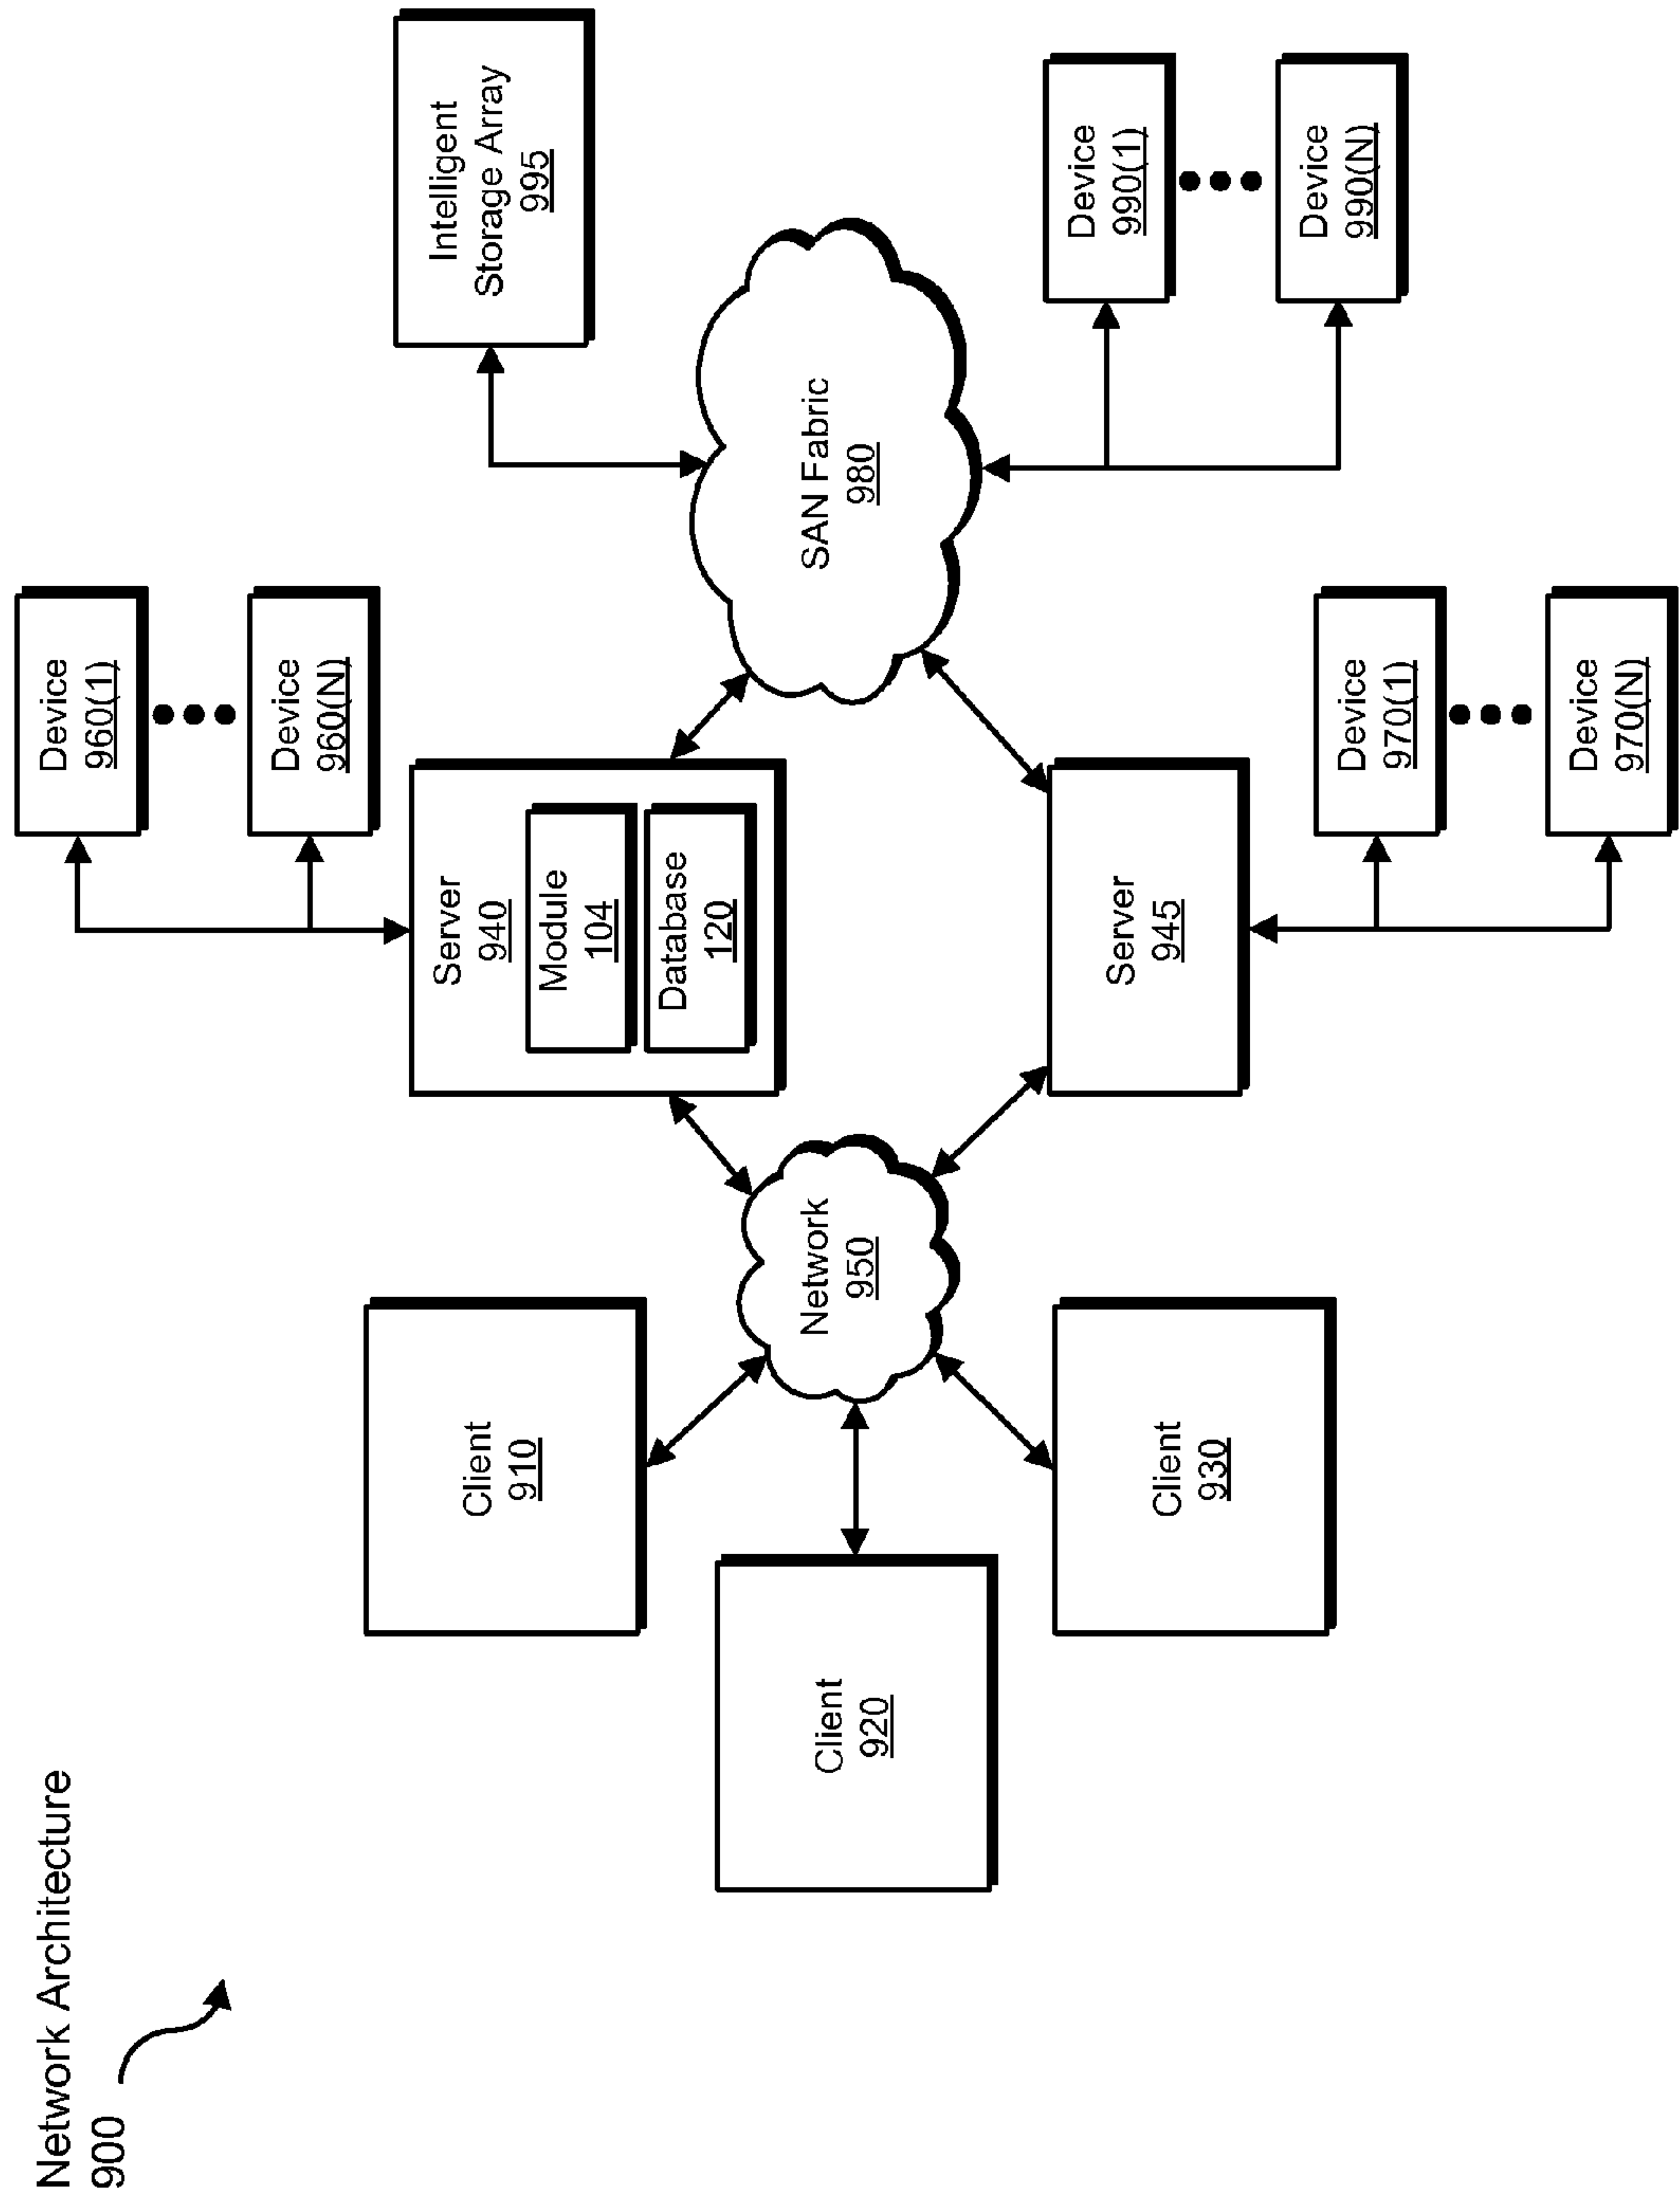 Network Architecture
900
Client
910
Client
920
Client
930
Network
950
Server
940
Module
104
Database
120
Server
945
Device
960(1)
Device
960(N)
Device
970(1)
Device
970(N)
SAN Fabric
980
Intelligent
Storage Array
995
Device
990(1)
Device
990(N)